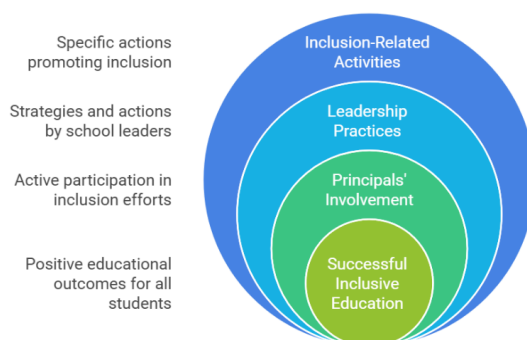 Specific actions
promoting inclusion
Inclusion-Related
Activities
Strategies and actions
by school leaders
Leadership
Practices
Active participation in
inclusion efforts
Principals'
Involvement
Positive educational
outcomes for all
students
Successful
Inclusive
Education